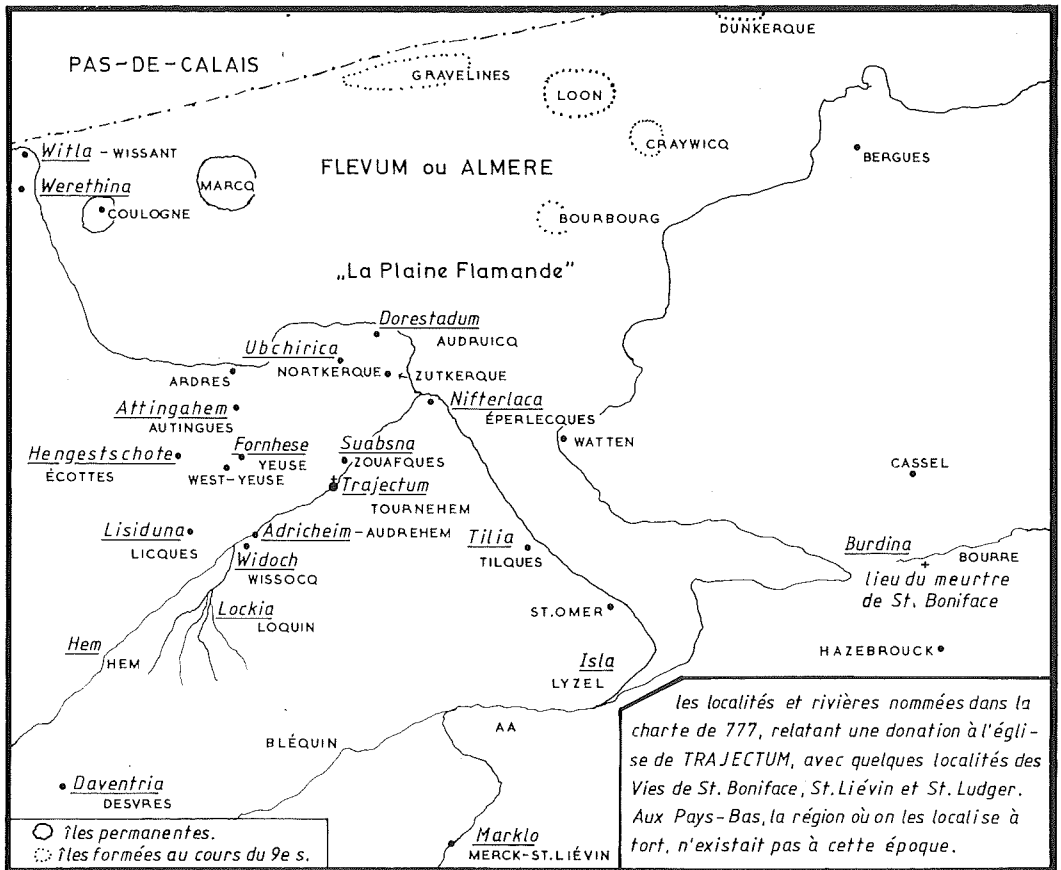 DUNKERQUE
PAS-DE-CALAIS
GRAVELINES
LOON
CRAYWICQ
BERGUES
Witla - WISSANT
FLEVUM ou ALMERE
Werethina
MARCQ
COULOGNE
BOURBOURG
„La Plaine Flamande”
Dorestadum
AUDRUICQ
Ubchirica
NORTKERQUE
ZUTKERQUE
ARDRES
Nifterlaca
ÉPERLECQUES
Attingahem
AUTINGUES
WATTEN
Hengestschote
ÉCOTTES
Fornhese
YEUSE
WEST-YEUSE
Suabsna
ZOUAFQUES
CASSEL
Trajectum
TOURNEHEM
Lisiduna
LICQUES
Adricheim - AUDREHEM
Widoch
WISSOCQ
Tilia
TILQUES
Burdina
BOURRE
lieu du meurtre
de St. Boniface
Lockia
LOQUIN
ST.OMER
Hem
HEM
Isla
LYZEL
HAZEBROUCK
AA
BLÉQUIN
Daventria
DESVRES
Marklo
MERCK-ST.LIÉVIN
îles permanentes.
îles formées au cours du 9e s.
les localités et rivières nommées dans la
charte de 777, relatant une donation à l'égli-
se de TRAJECTUM, avec quelques localités des
Vies de St. Boniface, St. Liévin et St. Ludger.
Aux Pays-Bas, la région où on les localise à
tort, n'existait pas à cette époque.